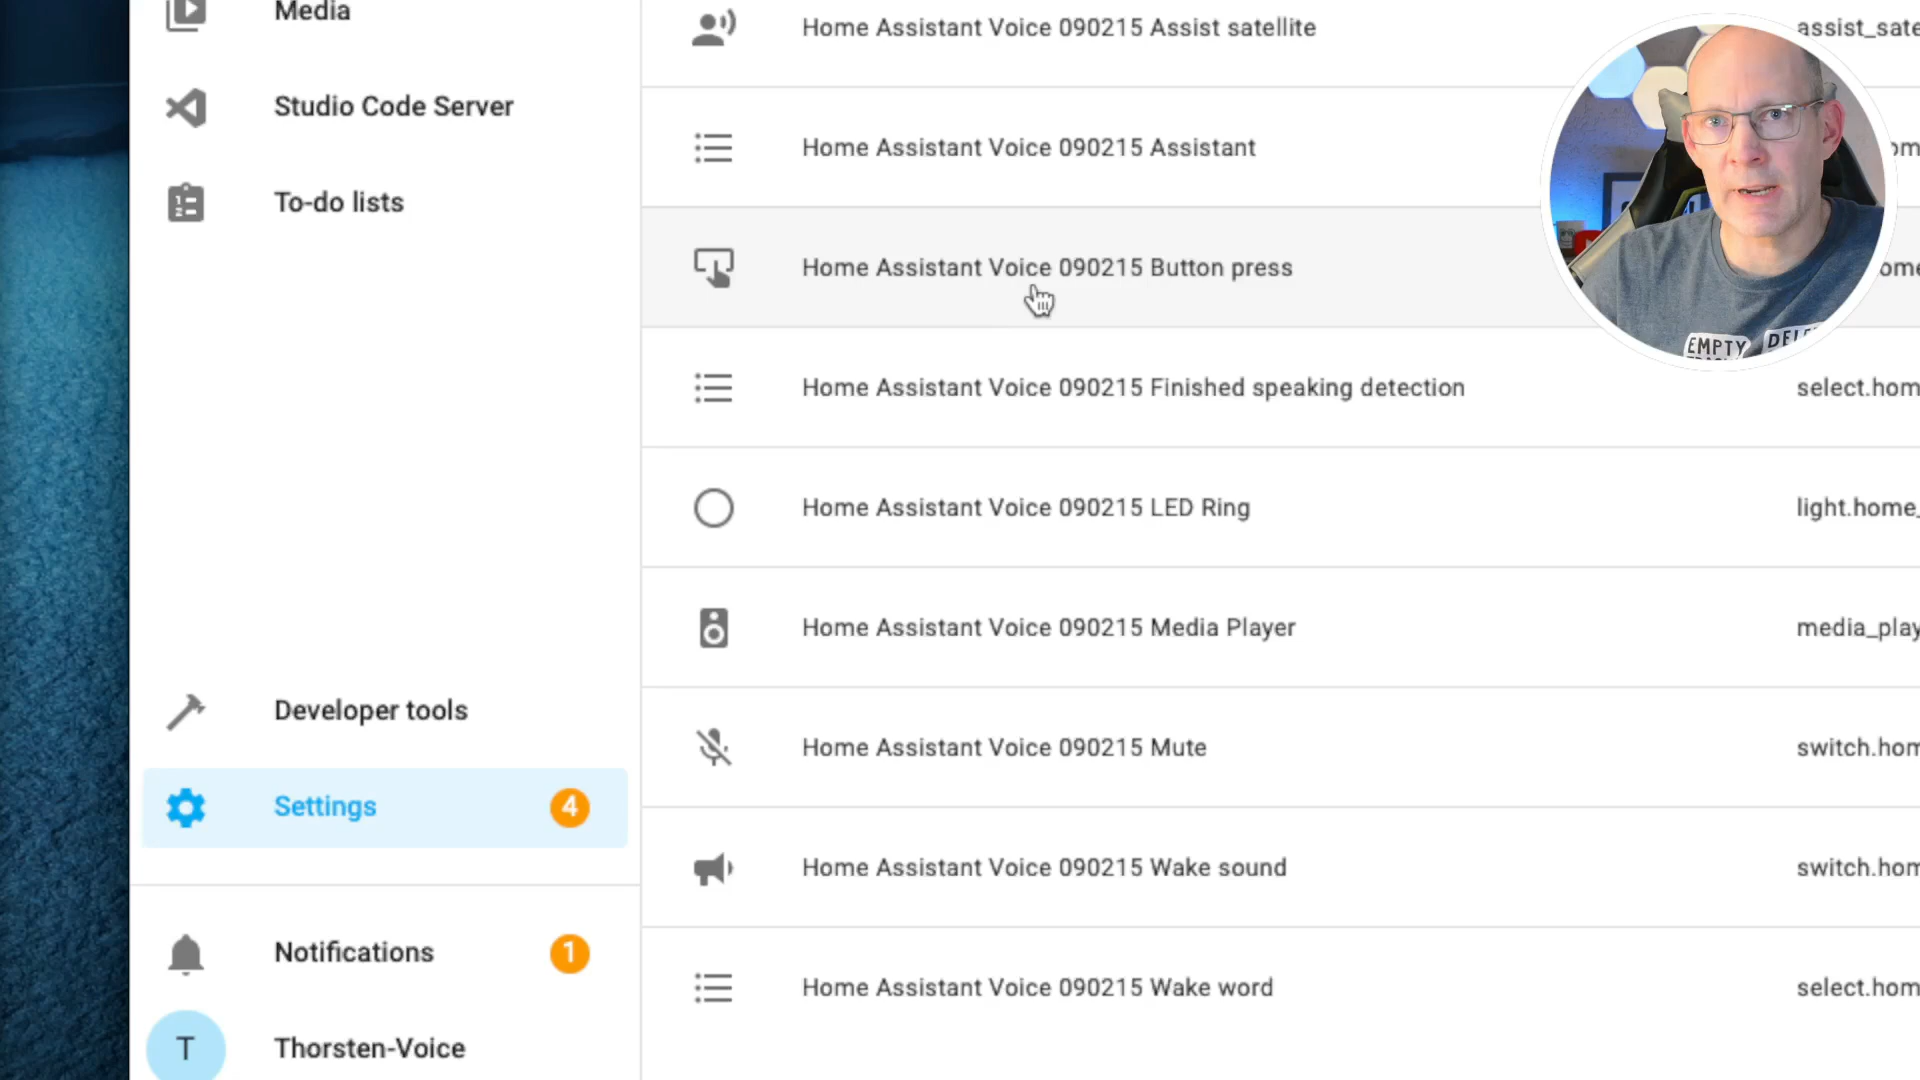 Media
Studio Code Server
To-do lists
Developer tools
Settings
4
Notifications
1
T
Thorsten-Voice
Home Assistant Voice 090215 Assist satellite
assist_sate
Home Assistant Voice 090215 Assistant
om
Home Assistant Voice 090215 Button press
ome
Home Assistant Voice 090215 Finished speaking detection
select.hom
Home Assistant Voice 090215 LED Ring
light.home_
Home Assistant Voice 090215 Media Player
media_play
Home Assistant Voice 090215 Mute
switch.hom
Home Assistant Voice 090215 Wake sound
switch.hom
Home Assistant Voice 090215 Wake word
select.hom
EMPTY